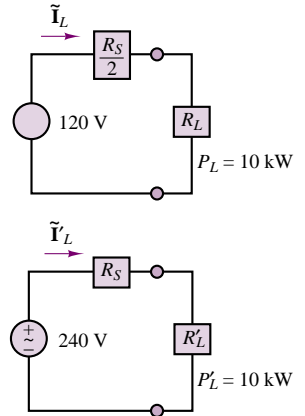 Ĩ_L
R_S
2
120 V
R_L
P_L = 10 kW
Ĩ′_L
R_S
+
~
−
240 V
R′_L
P′_L = 10 kW